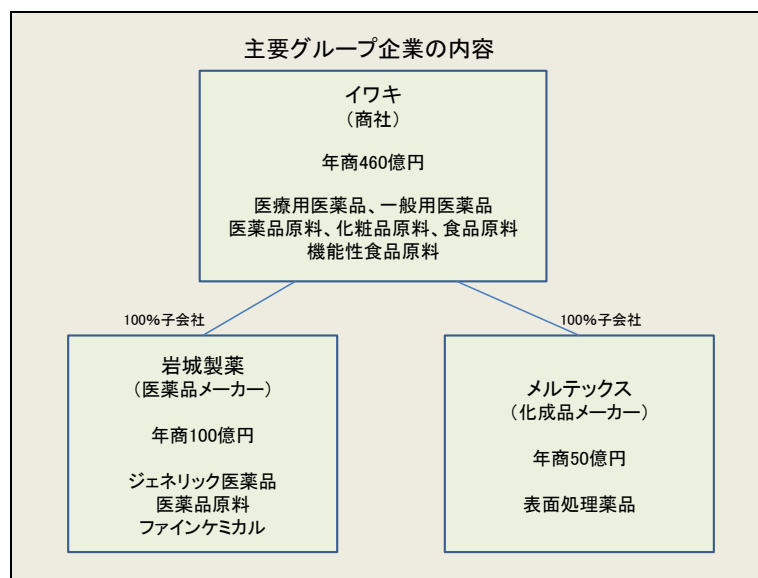 主要グループ企業の内容
イワキ
（商社）
年商460億円
医療用医薬品、一般用医薬品
医薬品原料、化粧品原料、食品原料
機能性食品原料
100%子会社
100%子会社
岩城製薬
（医薬品メーカー）
年商100億円
ジェネリック医薬品
医薬品原料
ファインケミカル
メルテックス
（化成品メーカー）
年商50億円
表面処理薬品